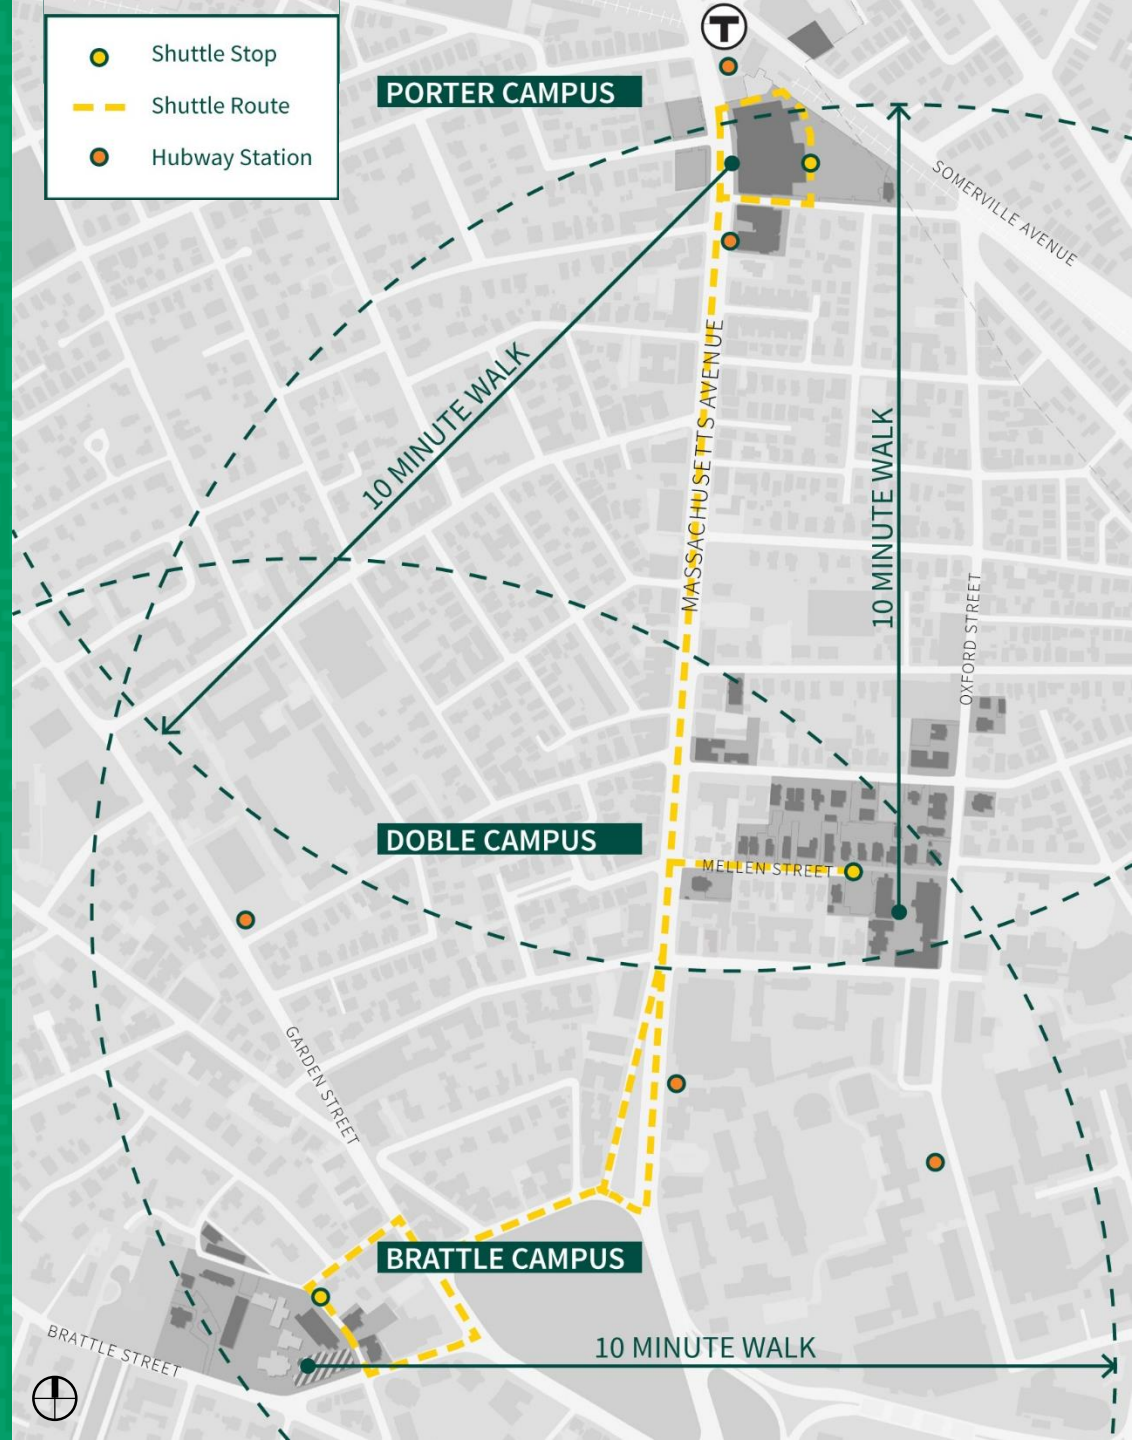 T
Shuttle Stop
Shuttle Route
Hubway Station
PORTER CAMPUS
SOMERVILLE AVENUE
MASSACHUSETTS AVENUE
10 MINUTE WALK
10 MINUTE WALK
OXFORD STREET
DOBLE CAMPUS
MELLEN STREET
GARDEN STREET
BRATTLE CAMPUS
BRATTLE STREET
10 MINUTE WALK